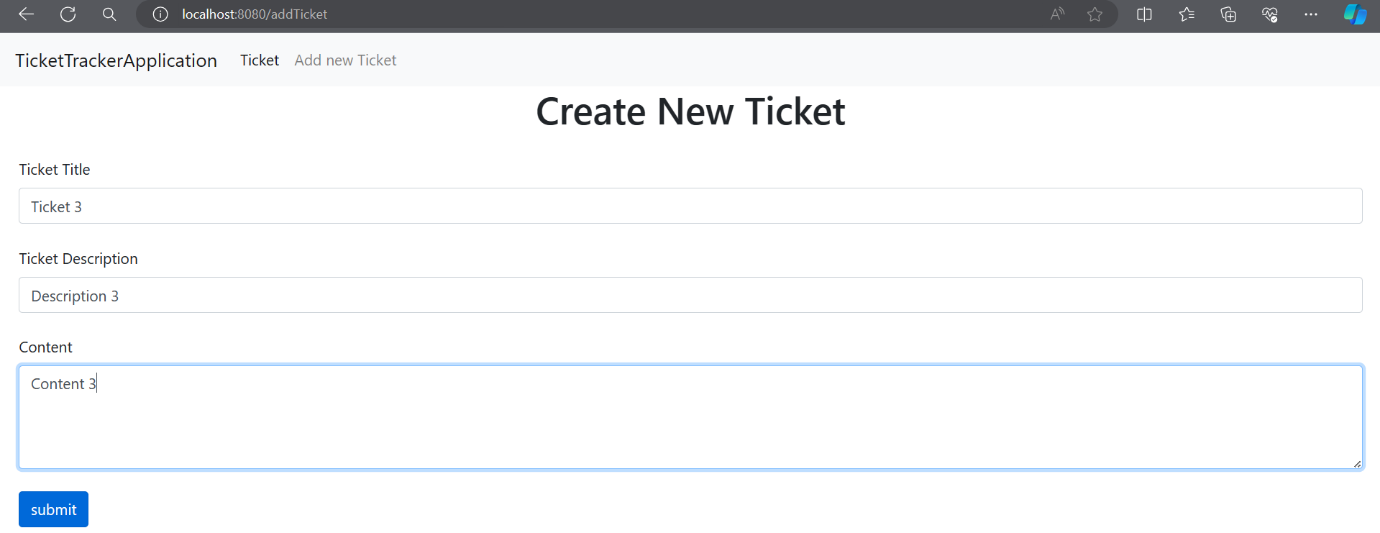 localhost:8080/addTicket
TicketTrackerApplication Ticket Add new Ticket
Create New Ticket
Ticket Title
Ticket 3
Ticket Description
Description 3
Content
Content 3
submit